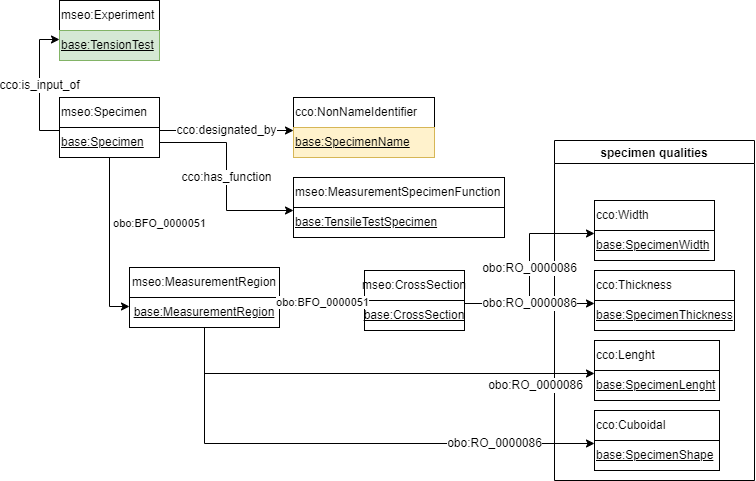 mseo:Experiment
base:TensionTest
cco:is_input_of
mseo:Specimen
base:Specimen
cco:designated_by
cco:NonNameIdentifier
base:SpecimenName
cco:has_function
mseo:MeasurementSpecimenFunction
base:TensileTestSpecimen
obo:BFO_0000051
specimen qualities
mseo:MeasurementRegion
base:MeasurementRegion
obo:BFO_0000051
mseo:CrossSection
base:CrossSection
obo:RO_0000086
cco:Width
base:SpecimenWidth
obo:RO_0000086
cco:Thickness
base:SpecimenThickness
obo:RO_0000086
cco:Lenght
base:SpecimenLenght
obo:RO_0000086
cco:Cuboidal
base:SpecimenShape